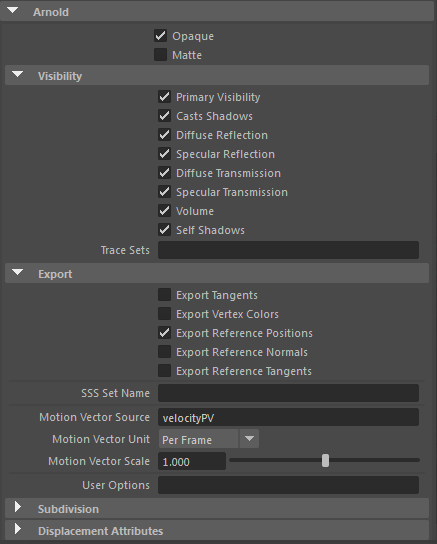 Arnold
Opaque
Matte
Visibility
Primary Visibility
Casts Shadows
Diffuse Reflection
Specular Reflection
Diffuse Transmission
Specular Transmission
Volume
Self Shadows
Trace Sets
Export
Export Tangents
Export Vertex Colors
Export Reference Positions
Export Reference Normals
Export Reference Tangents
SSS Set Name
Motion Vector Source velocityPV
Motion Vector Unit Per Frame
Motion Vector Scale 1.000
User Options
Subdivision
Displacement Attributes